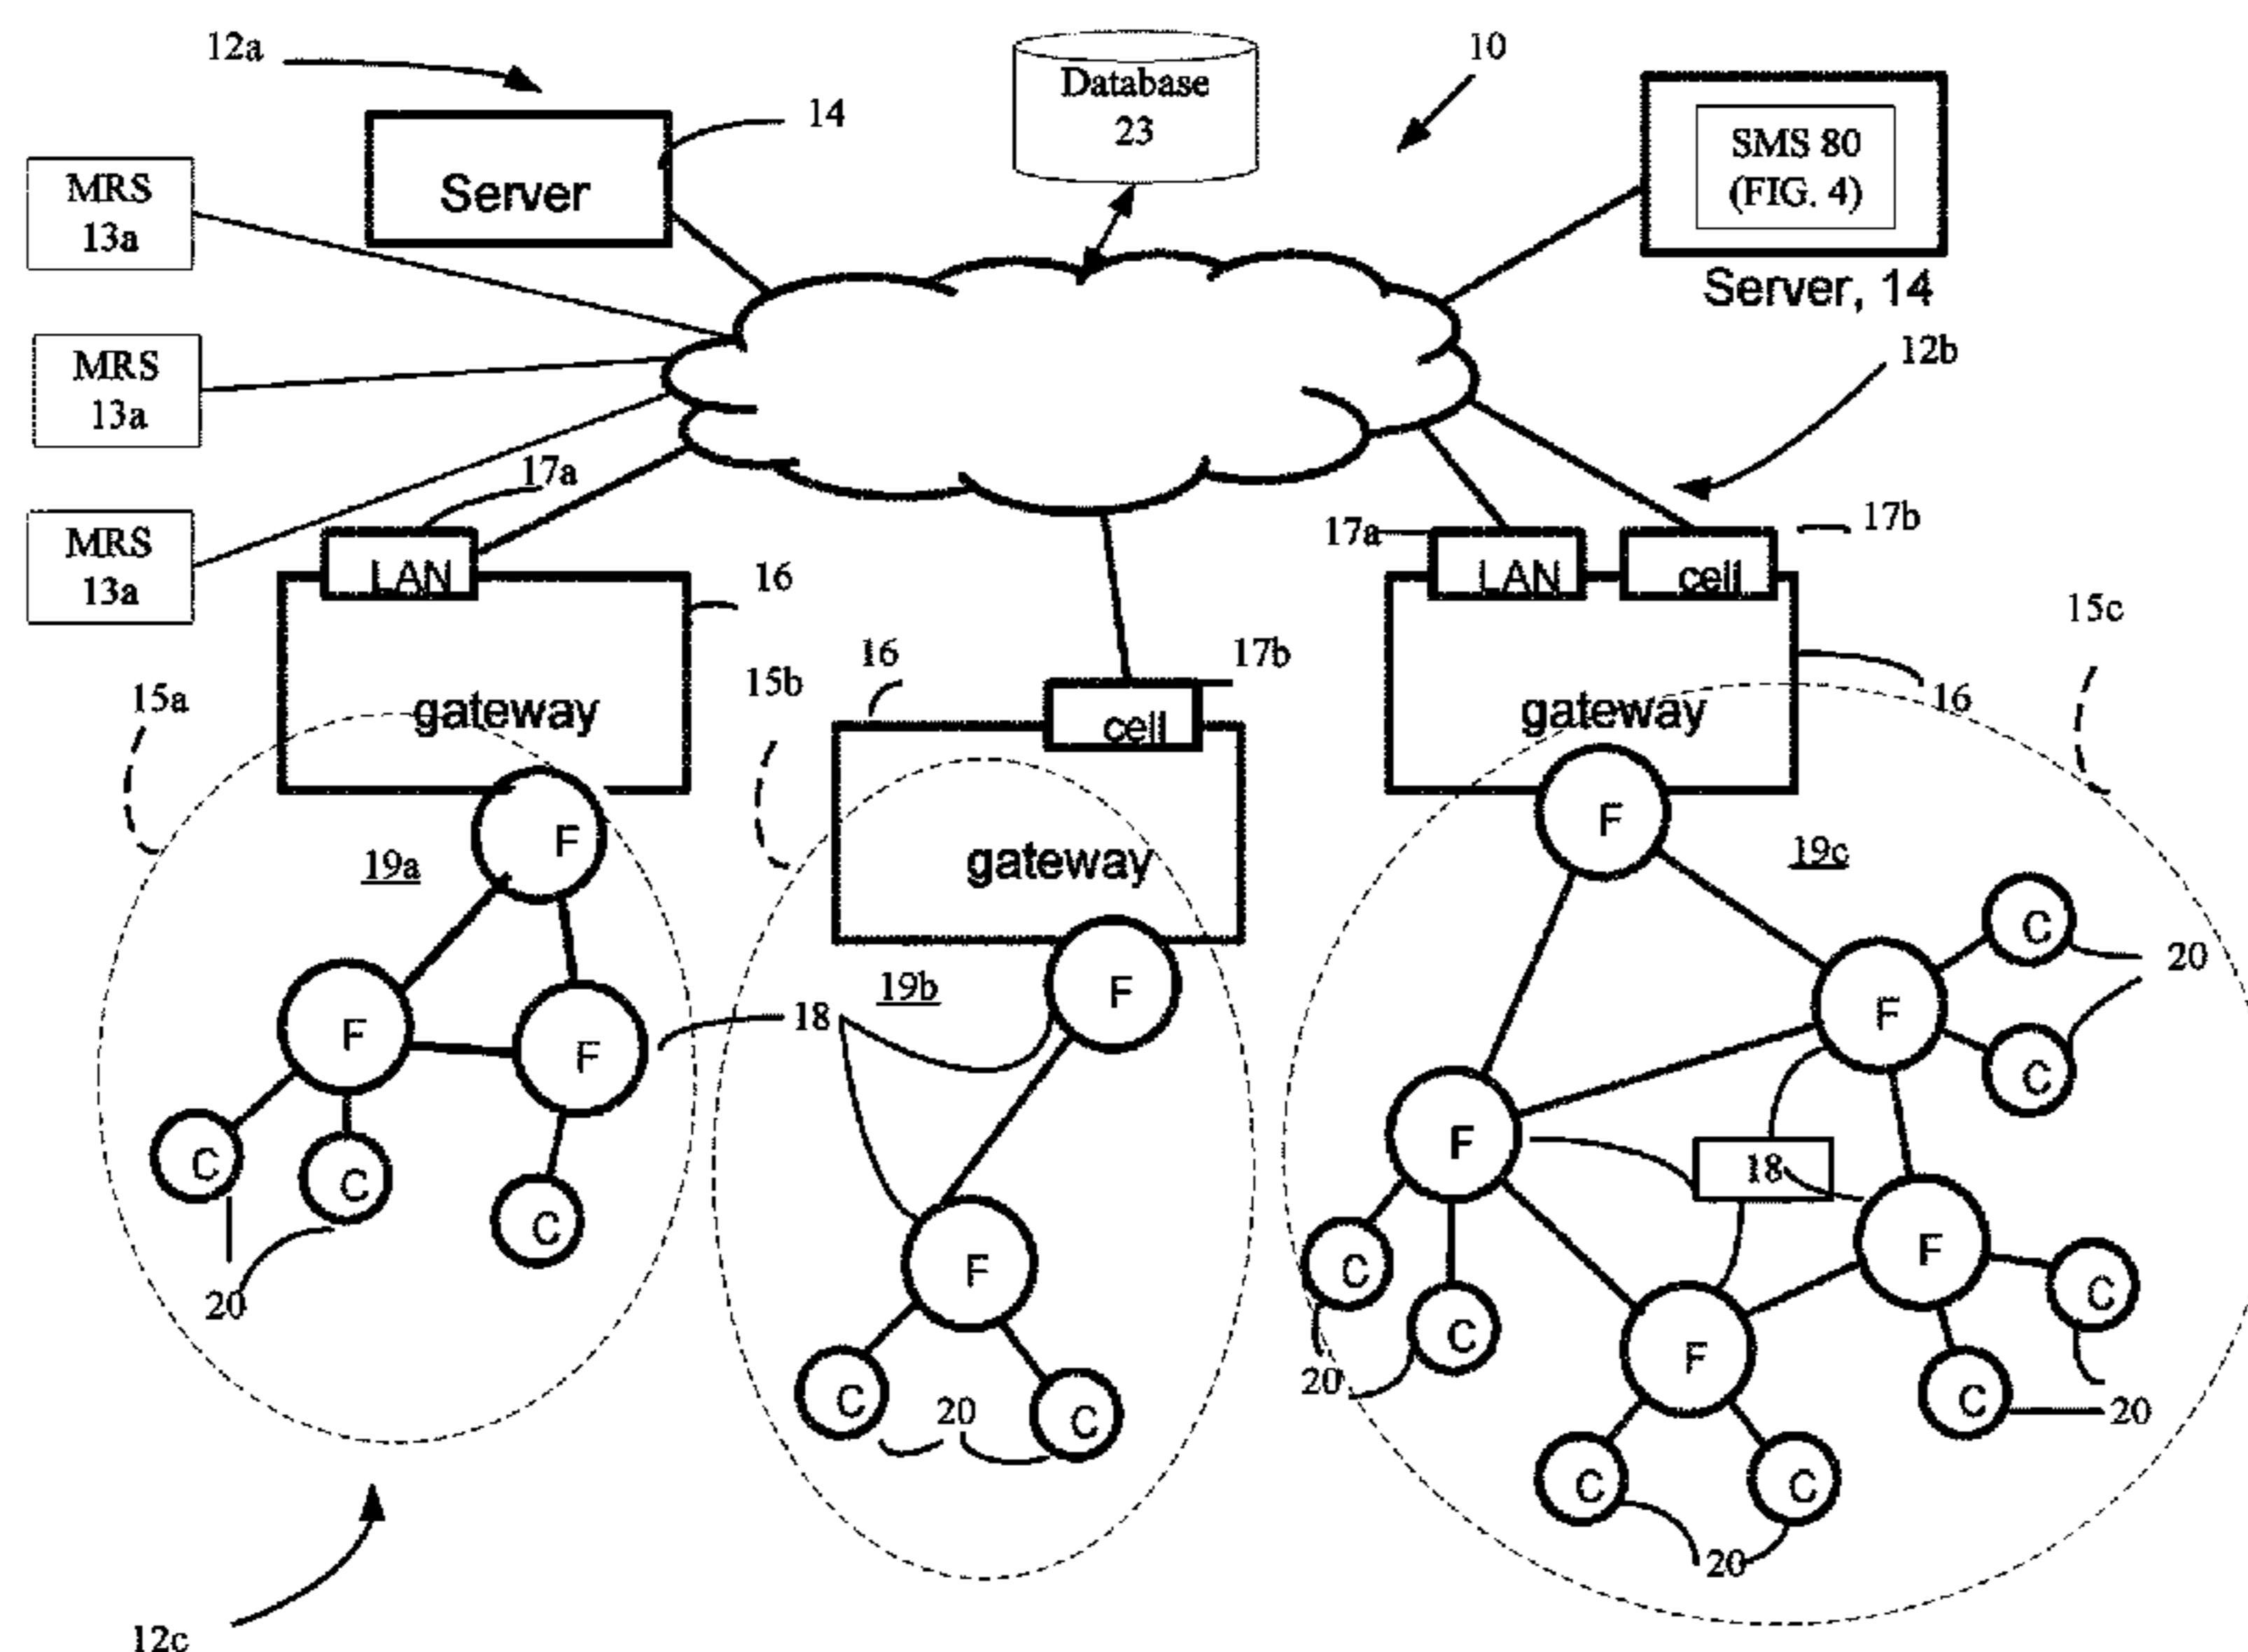 12a
Database
23
10
14
Server
SMS 80
(FIG. 4)
Server, 14
MRS
13a
MRS
13a
MRS
13a
12b
17a
LAN
16
gateway
17a
LAN
cell
17b
16
gateway
15c
15a
15b
16
17b
cell
gateway
F
19a
F
F
18
C
C
C
20
19b
F
F
C
C
20
F
19c
F
C
C
20
F
18
F
F
C
C
20
C
C
20
C
C
20
12c